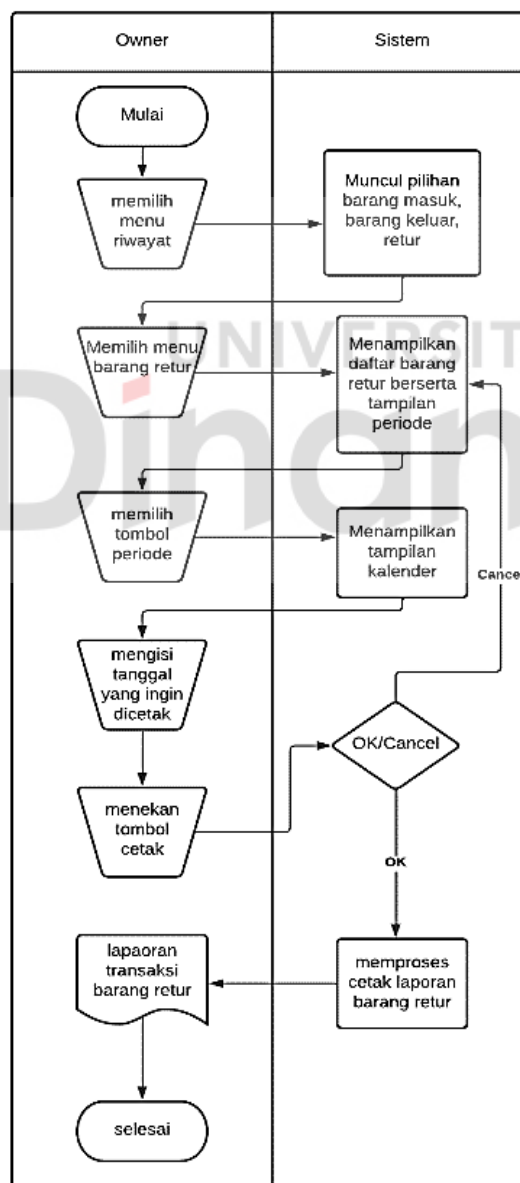 Owner
Sistem
Mulai
memilih
menu
riwayat
Muncul pilihan
barang masuk,
barang keluar,
retur
Memilih menu
barang retur
Menampilkan
daftar barang
retur berserta
tampilan
periode
memilih
tombol
periode
Menampilkan
tampilan
kalender
Cancel
mengisi
tanggal
yang ingin
dicetak
OK/Cancel
menekan
tombol
cetak
OK
lapaoran
transaksi
barang retur
memproses
cetak laporan
barang retur
selesai
UNIVERSIT
Dinam